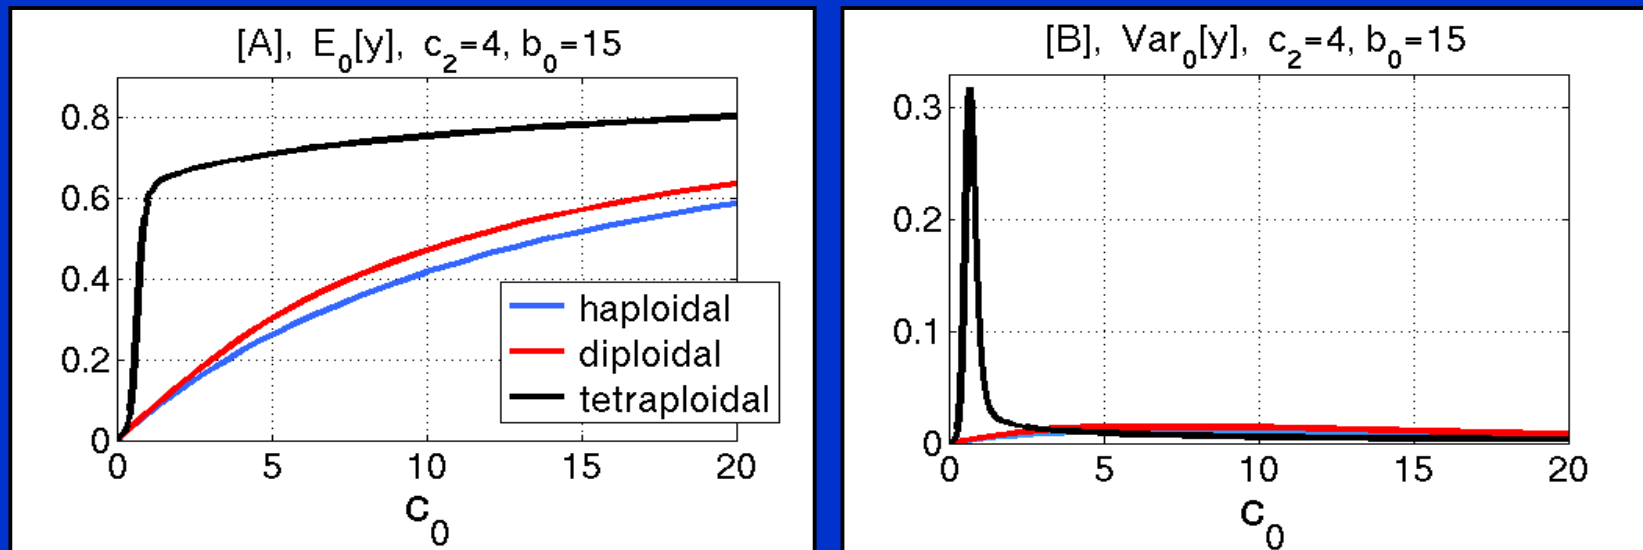 [A], E₀[y], c₂=4, b₀=15
0.8
0.6
0.4
0.2
0
0 5 10 15 20
c₀
haploidal
diploidal
tetraploidal
[B], Var₀[y], c₂=4, b₀=15
0.3
0.2
0.1
0
0 5 10 15 20
c₀